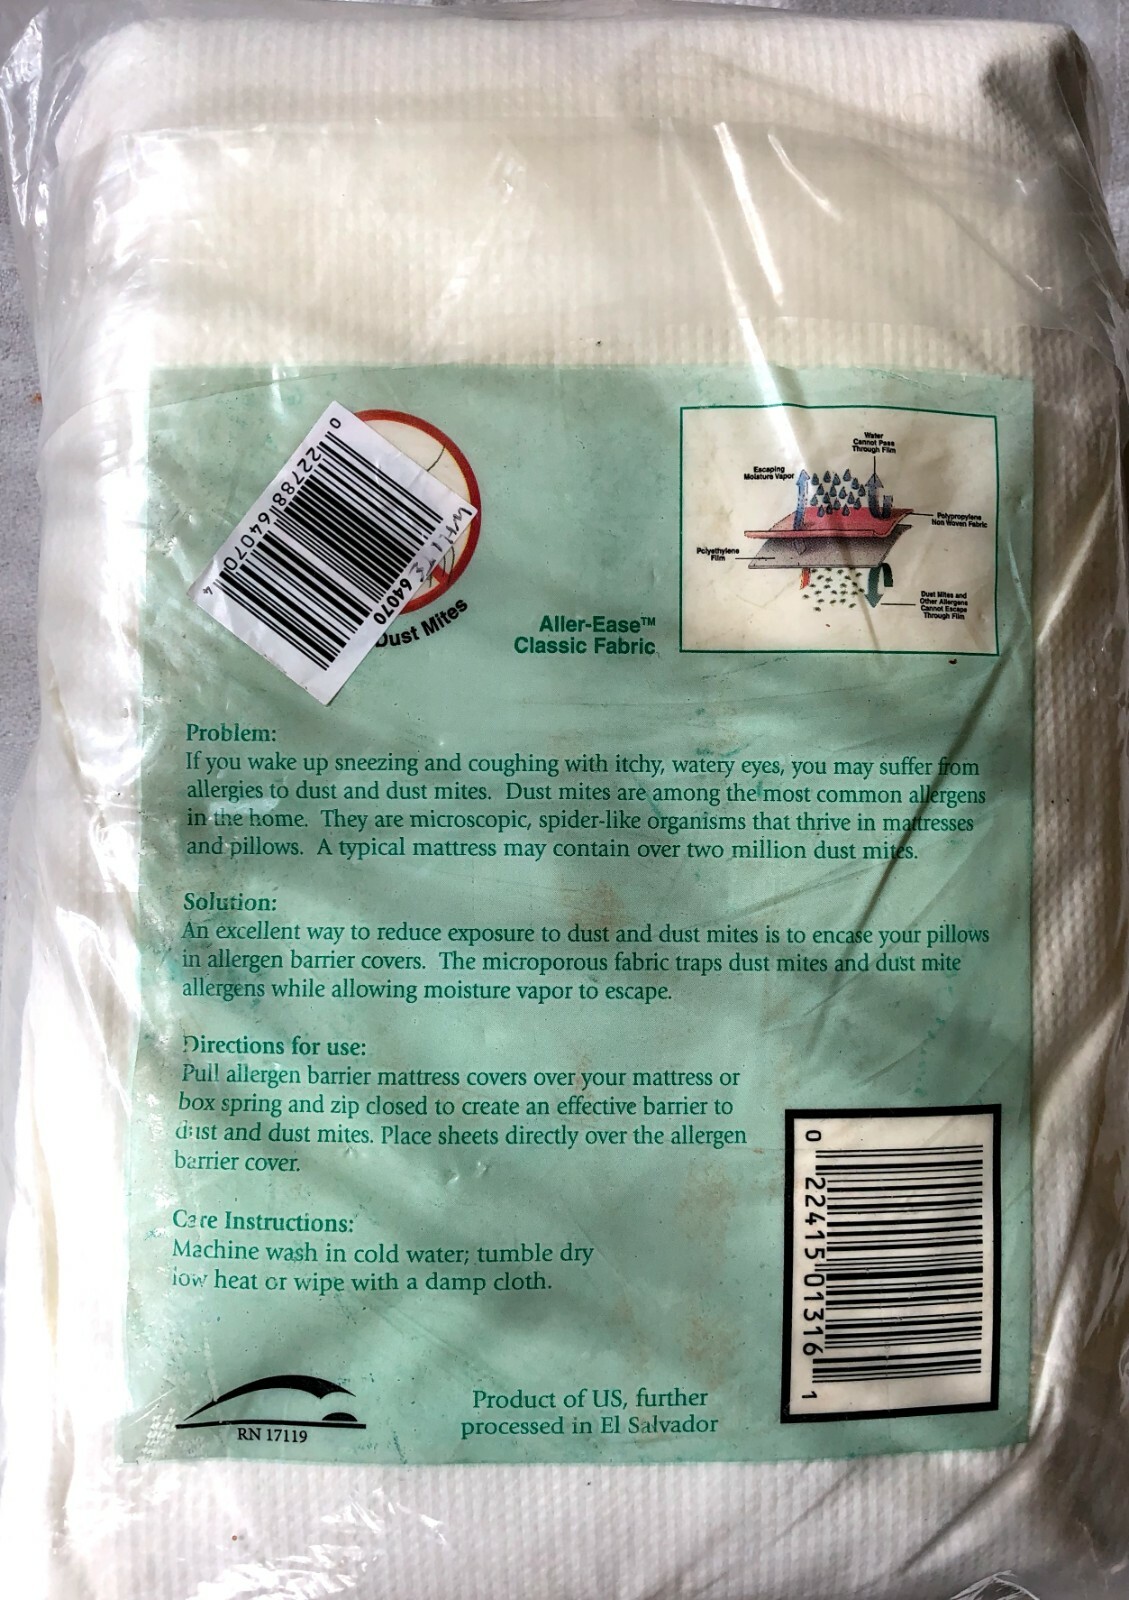 0 22788 64070 4
WHITE 64070
Dust Mites
Aller-Ease™
Classic Fabric
Water
Cannot Pass
Through Film
Escaping
Moisture Vapor
Polypropylene
Non Woven Fabric
Polyethylene
Film
Dust Mites and
Other Allergens
Cannot Escape
Through Film
Problem:
If you wake up sneezing and coughing with itchy, watery eyes, you may suffer from
allergies to dust and dust mites. Dust mites are among the most common allergens
in the home. They are microscopic, spider-like organisms that thrive in mattresses
and pillows. A typical mattress may contain over two million dust mites.
Solution:
An excellent way to reduce exposure to dust and dust mites is to encase your pillows
in allergen barrier covers. The microporous fabric traps dust mites and dust mite
allergens while allowing moisture vapor to escape.
Directions for use:
Pull allergen barrier mattress covers over your mattress or
box spring and zip closed to create an effective barrier to
dust and dust mites. Place sheets directly over the allergen
barrier cover.
Care Instructions:
Machine wash in cold water; tumble dry
low heat or wipe with a damp cloth.
0 22415 01316 1
RN 17119
Product of US, further
processed in El Salvador